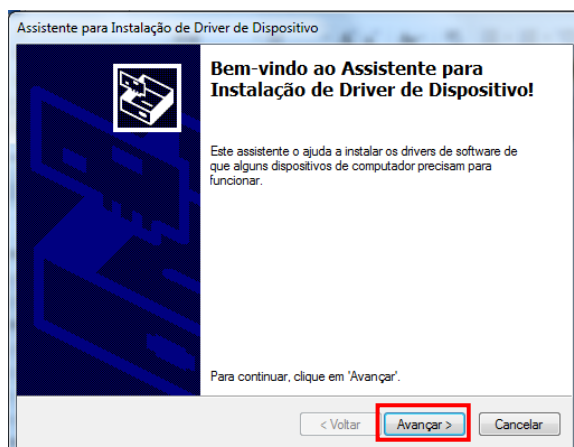 Assistente para Instalação de Driver de Dispositivo
Bem-vindo ao Assistente para
Instalação de Driver de Dispositivo!
Este assistente o ajuda a instalar os drivers de software de
que alguns dispositivos de computador precisam para
funcionar.
Para continuar, clique em 'Avançar'.
< Voltar
Avançar >
Cancelar